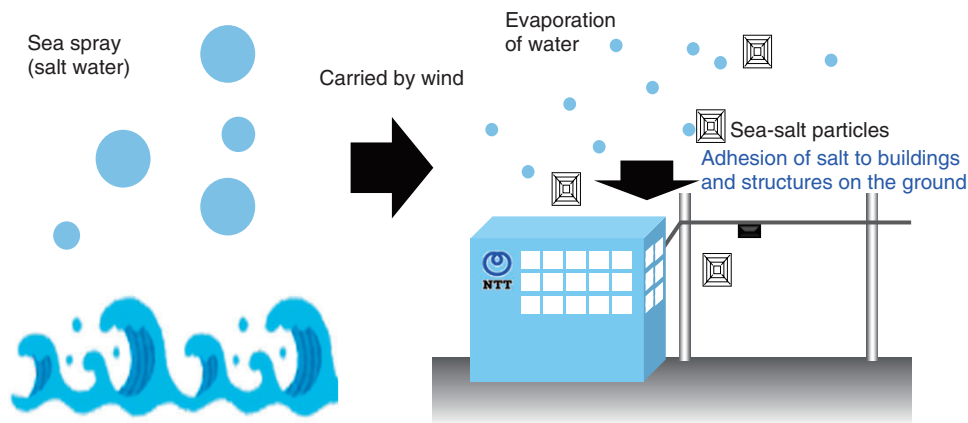 Sea spray
(salt water)
Carried by wind
Evaporation
of water
Sea-salt particles
Adhesion of salt to buildings
and structures on the ground
NTT